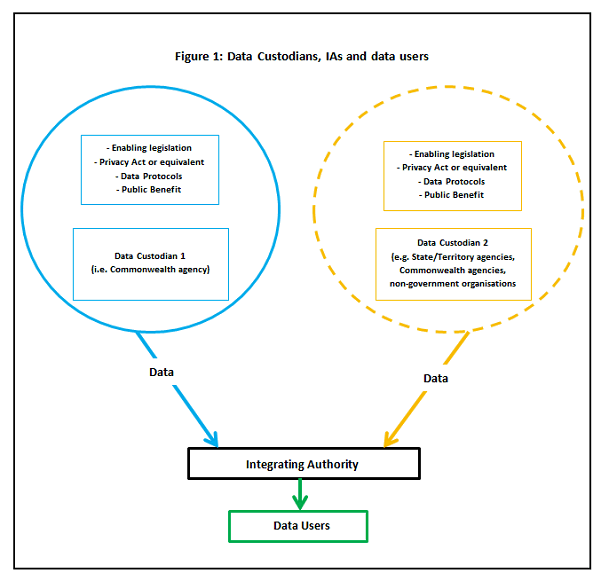 Figure 1: Data Custodians, IAs and data users
- Enabling legislation
- Privacy Act or equivalent
- Data Protocols
- Public Benefit
Data Custodian 1
(i.e. Commonwealth agency)
- Enabling legislation
- Privacy Act or equivalent
- Data Protocols
- Public Benefit
Data Custodian 2
(e.g. State/Territory agencies,
Commonwealth agencies,
non-government organisations
Data
Data
Integrating Authority
Data Users